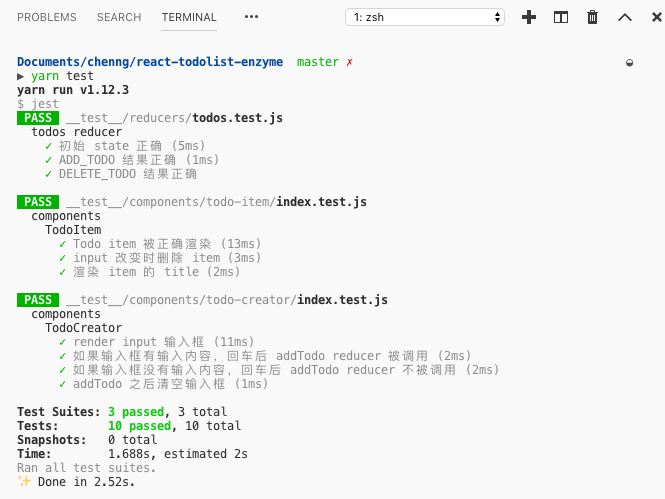 PROBLEMS SEARCH TERMINAL ••• 1: zsh
Documents/chenng/react-todolist-enzyme master ✗
▶ yarn test
yarn run v1.12.3
$ jest
PASS __test__/reducers/todos.test.js
todos reducer
✓ 初始 state 正确 (5ms)
✓ ADD_TODO 结果正确 (1ms)
✓ DELETE_TODO 结果正确
PASS __test__/components/todo-item/index.test.js
components
TodoItem
✓ Todo item 被正确渲染 (13ms)
✓ input 改变时删除 item (3ms)
✓ 渲染 item 的 title (2ms)
PASS __test__/components/todo-creator/index.test.js
components
TodoCreator
✓ render input 输入框 (11ms)
✓ 如果输入框有输入内容，回车后 addTodo reducer 被调用 (2ms)
✓ 如果输入框没有输入内容，回车后 addTodo reducer 不被调用 (2ms)
✓ addTodo 之后清空输入框 (1ms)
Test Suites: 3 passed, 3 total
Tests: 10 passed, 10 total
Snapshots: 0 total
Time: 1.688s, estimated 2s
Ran all test suites.
✨ Done in 2.52s.